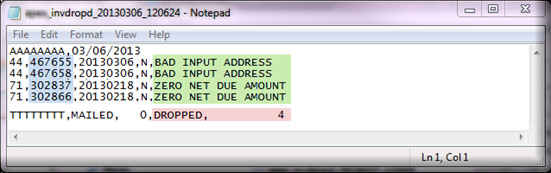 _invdropd_20130306_120624 - Notepad
File Edit Format View Help
AAAAAAAA,03/06/2013
44,467655,20130306,N,BAD INPUT ADDRESS
44,467658,20130306,N,BAD INPUT ADDRESS
71,302837,20130218,N,ZERO NET DUE AMOUNT
71,302866,20130218,N,ZERO NET DUE AMOUNT
TTTTTTTT,MAILED,   0,DROPPED,          4
Ln 1, Col 1